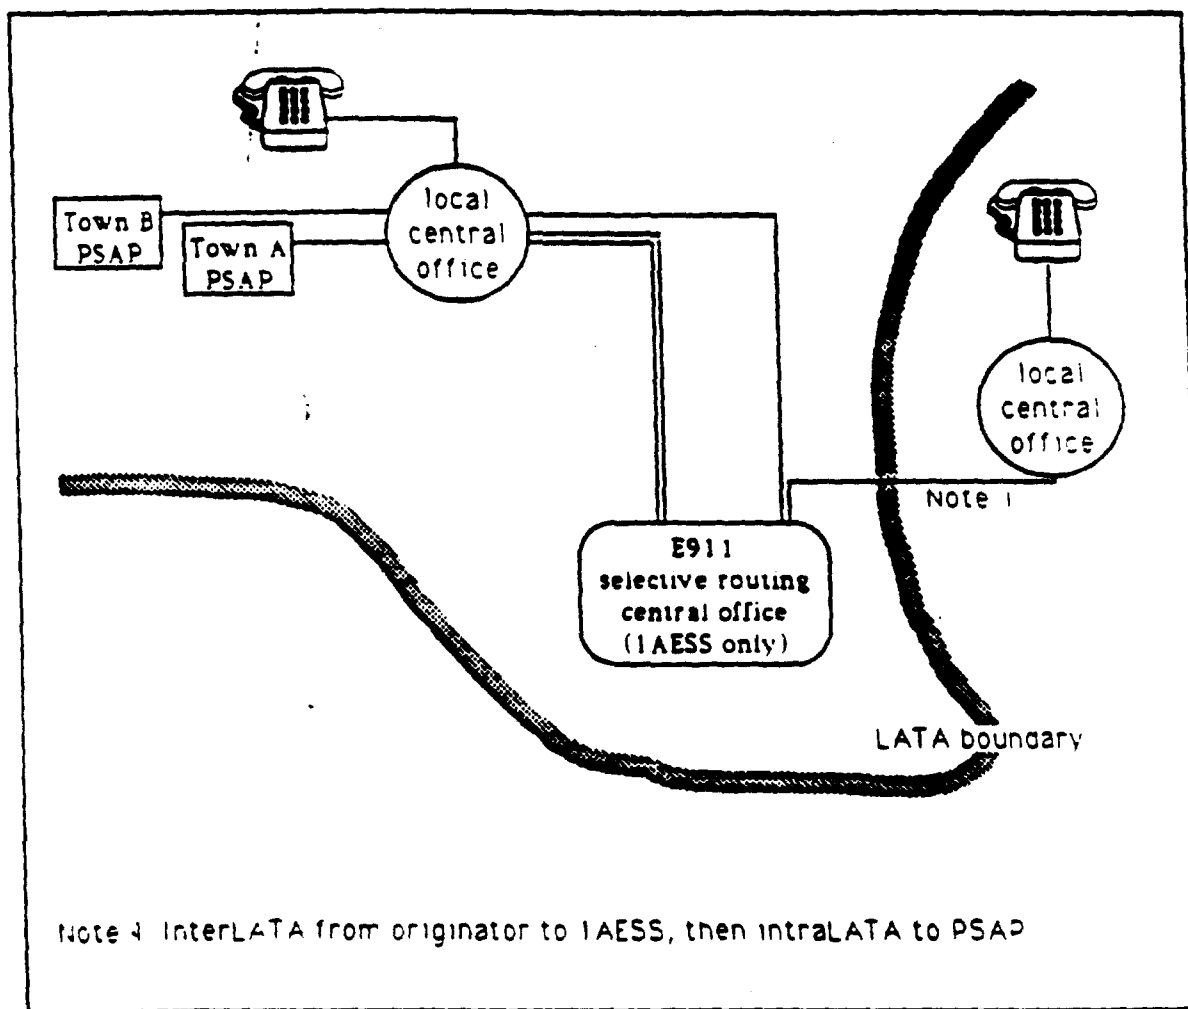 local
central
office
Town B
PSAP
Town A
PSAP
local
central
office
Note 1
E911
selective routing
central office
(1AESS only)
LATA boundary
Note 1 InterLATA from originator to 1AESS, then intraLATA to PSAP